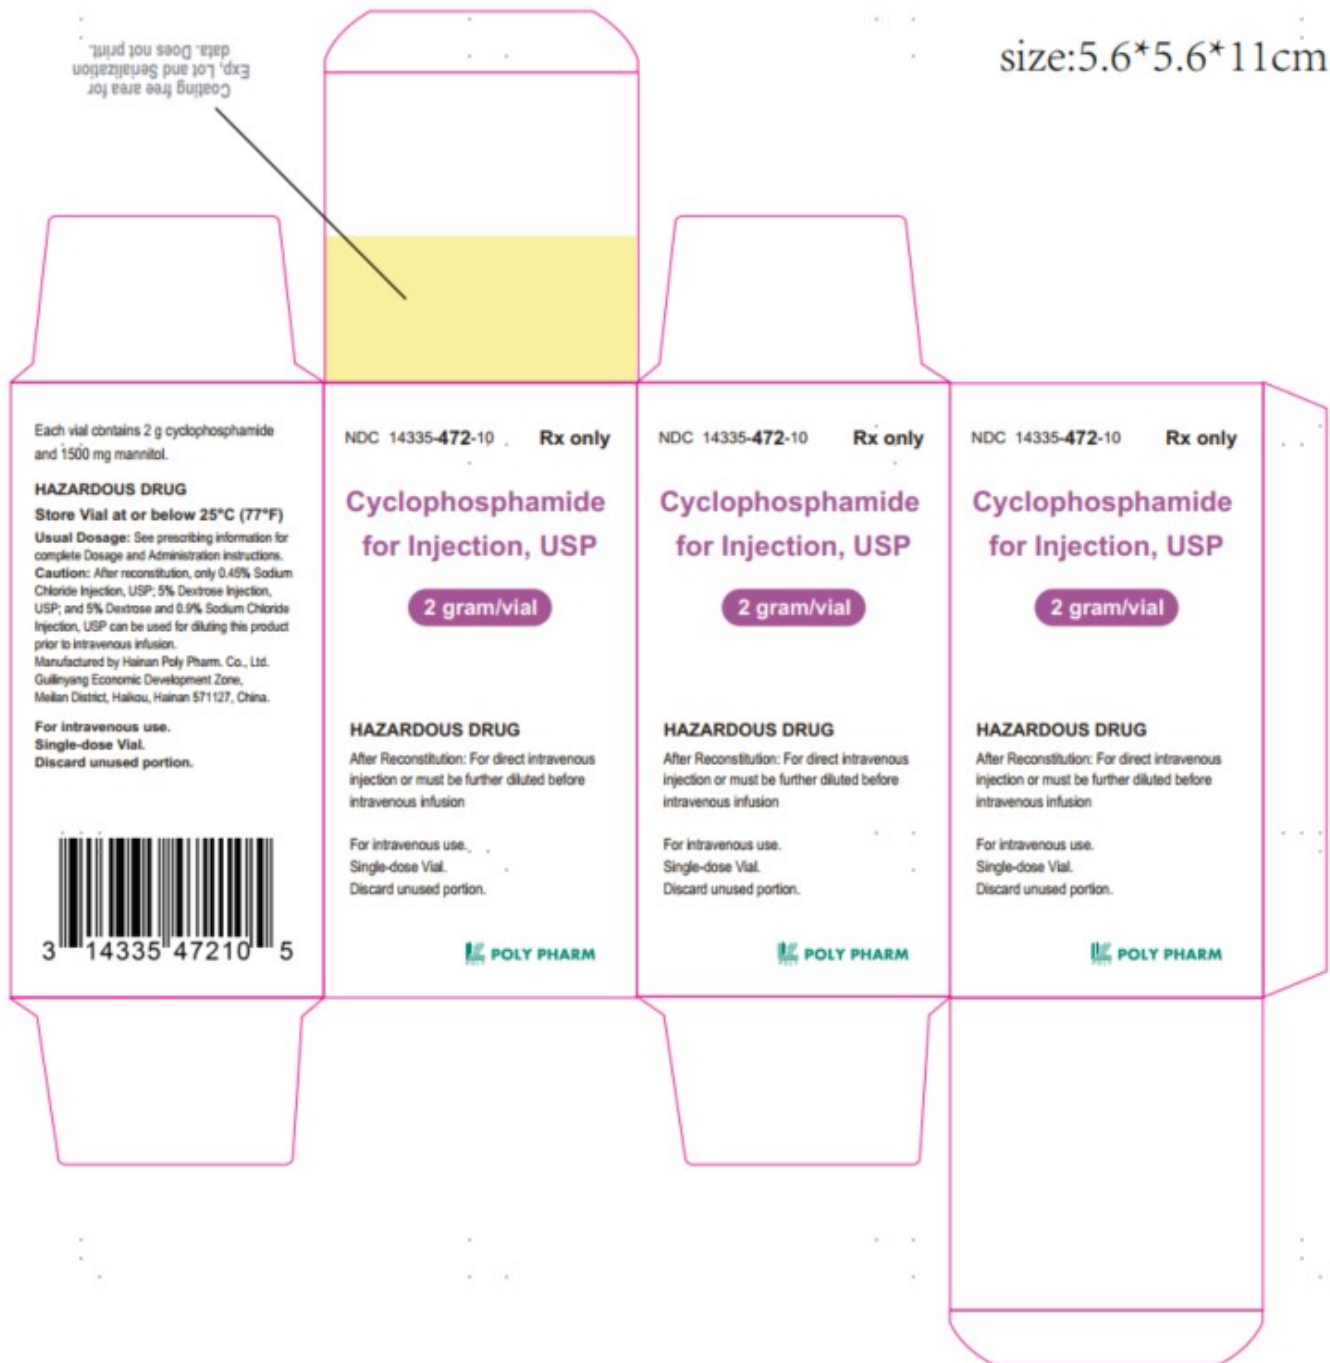 size:5.6*5.6*11cm
Coating free area for
Exp, Lot and Serialization
data. Does not print.
Each vial contains 2 g cyclophosphamide
and 1500 mg mannitol.
HAZARDOUS DRUG
Store Vial at or below 25°C (77°F)
Usual Dosage: See prescribing information for
complete Dosage and Administration instructions.
Caution: After reconstitution, only 0.45% Sodium
Chloride Injection, USP; 5% Dextrose Injection,
USP; and 5% Dextrose and 0.9% Sodium Chloride
Injection, USP can be used for diluting this product
prior to intravenous infusion.
Manufactured by Hainan Poly Pharm. Co., Ltd.
Guilinyang Economic Development Zone,
Meilan District, Haikou, Hainan 571127, China.
For intravenous use.
Single-dose Vial.
Discard unused portion.
3 14335 47210 5
NDC 14335-472-10 Rx only
Cyclophosphamide
for Injection, USP
2 gram/vial
HAZARDOUS DRUG
After Reconstitution: For direct intravenous
injection or must be further diluted before
intravenous infusion
For intravenous use.
Single-dose Vial.
Discard unused portion.
POLY PHARM
NDC 14335-472-10 Rx only
Cyclophosphamide
for Injection, USP
2 gram/vial
HAZARDOUS DRUG
After Reconstitution: For direct intravenous
injection or must be further diluted before
intravenous infusion
For intravenous use.
Single-dose Vial.
Discard unused portion.
POLY PHARM
NDC 14335-472-10 Rx only
Cyclophosphamide
for Injection, USP
2 gram/vial
HAZARDOUS DRUG
After Reconstitution: For direct intravenous
injection or must be further diluted before
intravenous infusion
For intravenous use.
Single-dose Vial.
Discard unused portion.
POLY PHARM